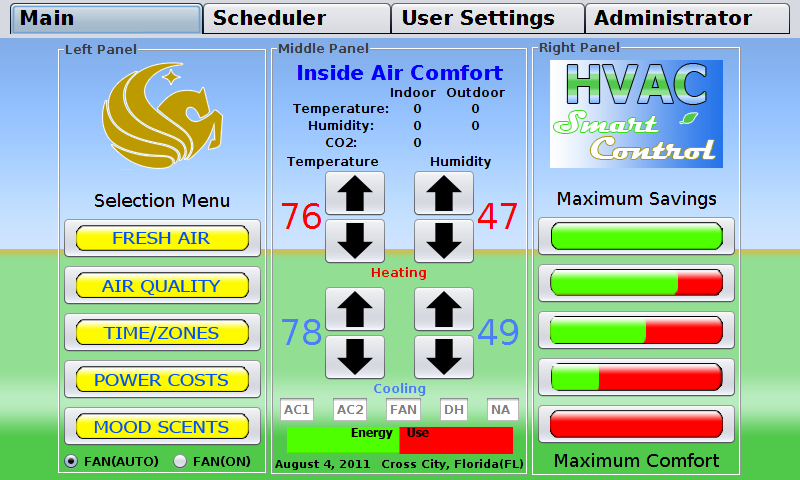 Main
Scheduler
User Settings
Administrator
Left Panel
Selection Menu
FRESH AIR
AIR QUALITY
TIME/ZONES
POWER COSTS
MOOD SCENTS
FAN(AUTO) FAN(ON)
Middle Panel
Inside Air Comfort
Indoor Outdoor
Temperature: 0 0
Humidity: 0 0
CO2: 0
Temperature Humidity
76 47
Heating
78 49
Cooling
AC1 AC2 FAN DH NA
Energy Use
August 4, 2011 Cross City, Florida(FL)
Right Panel
HVAC
Smart
Control
Maximum Savings
Maximum Comfort